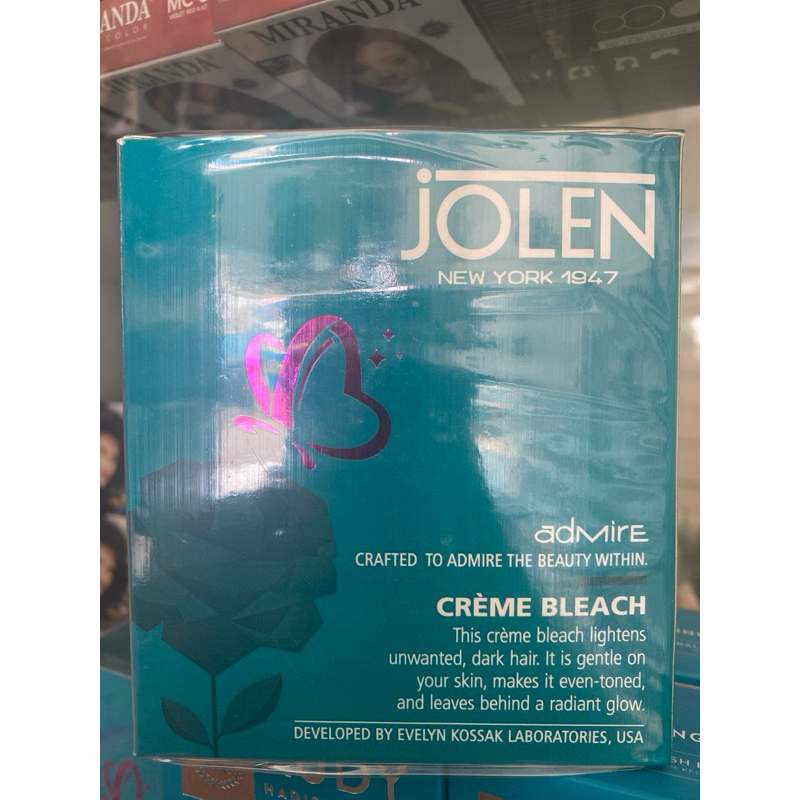 MIRANDA
JOLEN
NEW YORK 1947
admire
CRAFTED TO ADMIRE THE BEAUTY WITHIN.
CRÈME BLEACH
This crème bleach lightens
unwanted, dark hair. It is gentle on
your skin, makes it even-toned,
and leaves behind a radiant glow.
DEVELOPED BY EVELYN KOSSAK LABORATORIES, USA